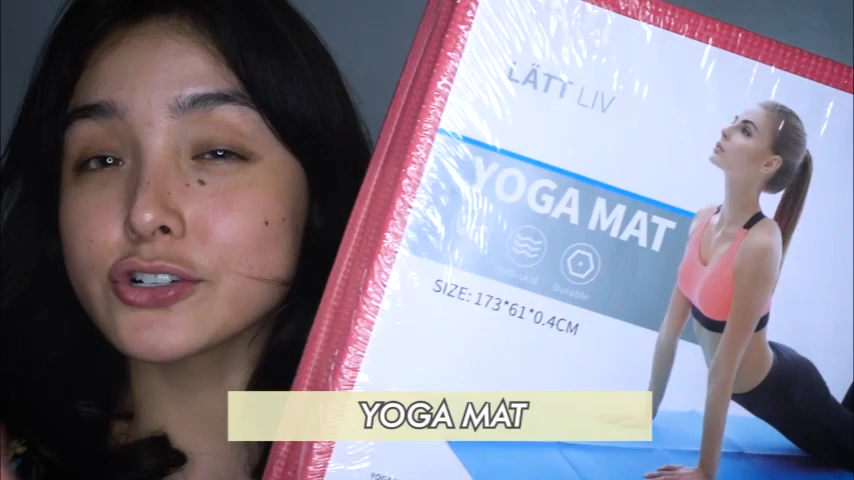 LÄTT LIV
YOGA MAT
Durable
SIZE: 173*61*0.4CM
YOGA MAT